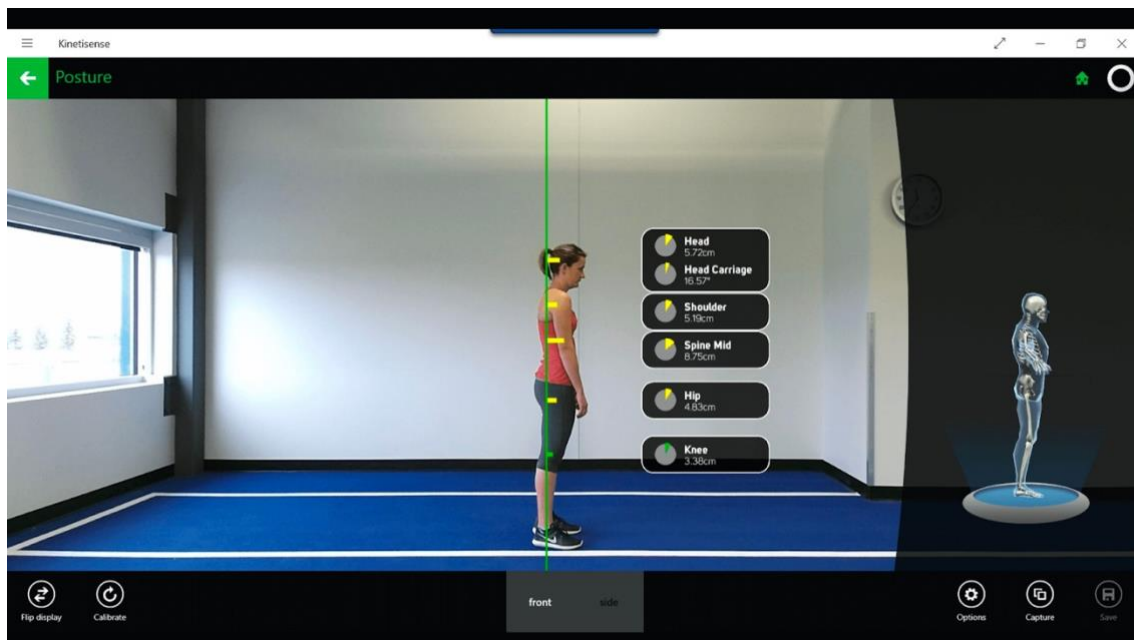 Kinetisense
Posture
Head
5.72cm
Head Carriage
16.57°
Shoulder
5.19cm
Spine Mid
8.75cm
Hip
4.83cm
Knee
3.38cm
Flip display
Calibrate
front
side
Options
Capture
Save